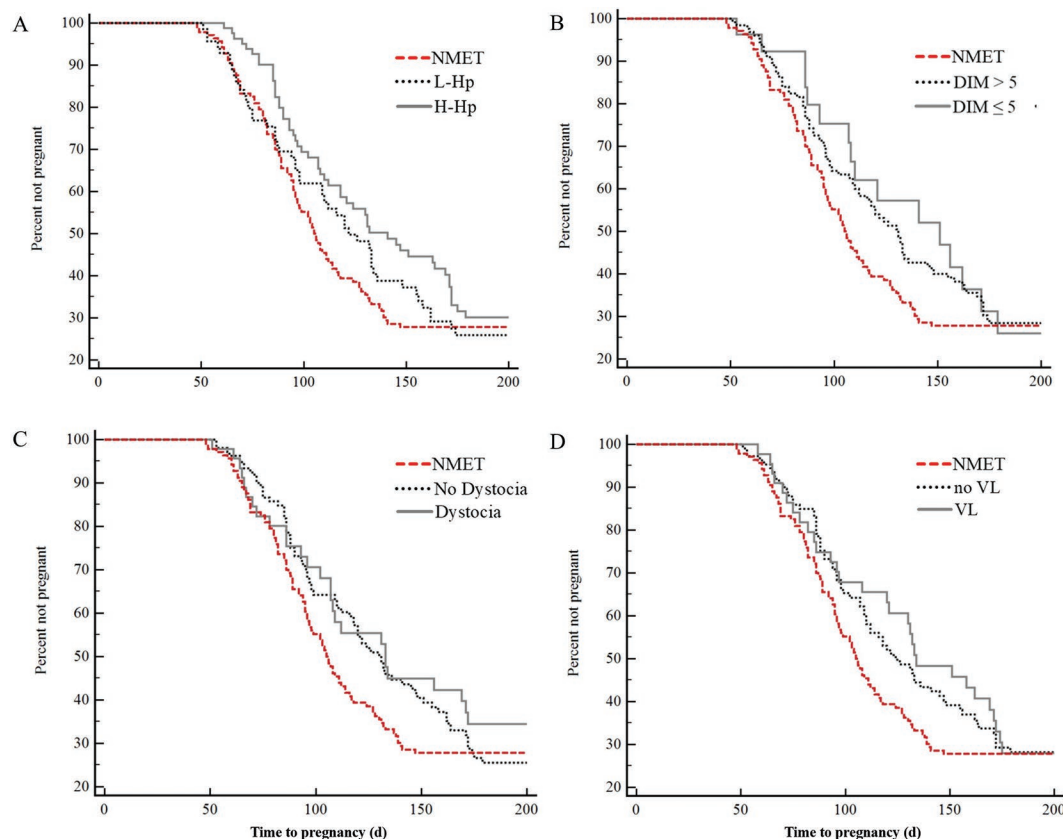 A
Percent not pregnant
100
90
80
70
60
50
40
30
20
NMET
L-Hp
H-Hp
0
50
100
150
200
B
Percent not pregnant
100
90
80
70
60
50
40
30
20
NMET
DIM > 5
DIM ≤ 5
0
50
100
150
200
C
Percent not pregnant
100
90
80
70
60
50
40
30
20
NMET
No Dystocia
Dystocia
0
50
100
150
200
Time to pregnancy (d)
D
Percent not pregnant
100
90
80
70
60
50
40
30
20
NMET
no VL
VL
0
50
100
150
200
Time to pregnancy (d)